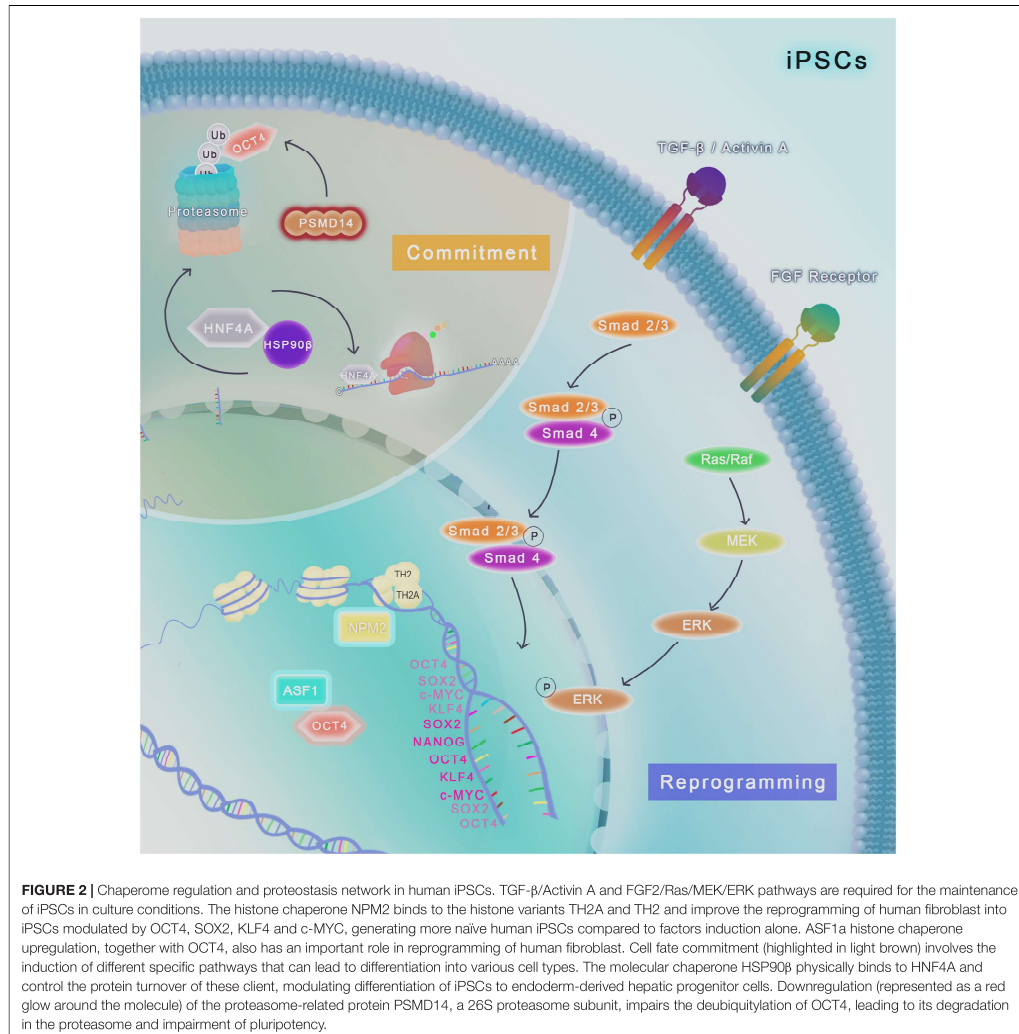 iPSCs
TGF-β / Activin A
FGF Receptor
Ub
Ub
Ub
OCT4
Proteasome
PSMD14
Commitment
HNF4A
HSP90β
HNF4A
AAAA
G
Smad 2/3
Smad 2/3
P
Smad 4
Smad 2/3
P
Smad 4
Ras/Raf
MEK
ERK
P
ERK
TH2
TH2A
NPM2
ASF1
OCT4
OCT4
SOX2
c-MYC
KLF4
SOX2
NANOG
OCT4
KLF4
c-MYC
SOX2
OCT4
Reprogramming
FIGURE 2 | Chaperome regulation and proteostasis network in human iPSCs. TGF-β/Activin A and FGF2/Ras/MEK/ERK pathways are required for the maintenance
of iPSCs in culture conditions. The histone chaperone NPM2 binds to the histone variants TH2A and TH2 and improve the reprogramming of human fibroblast into
iPSCs modulated by OCT4, SOX2, KLF4 and c-MYC, generating more naïve human iPSCs compared to factors induction alone. ASF1a histone chaperone
upregulation, together with OCT4, also has an important role in reprogramming of human fibroblast. Cell fate commitment (highlighted in light brown) involves the
induction of different specific pathways that can lead to differentiation into various cell types. The molecular chaperone HSP90β physically binds to HNF4A and
control the protein turnover of these client, modulating differentiation of iPSCs to endoderm-derived hepatic progenitor cells. Downregulation (represented as a red
glow around the molecule) of the proteasome-related protein PSMD14, a 26S proteasome subunit, impairs the deubiquitylation of OCT4, leading to its degradation
in the proteasome and impairment of pluripotency.